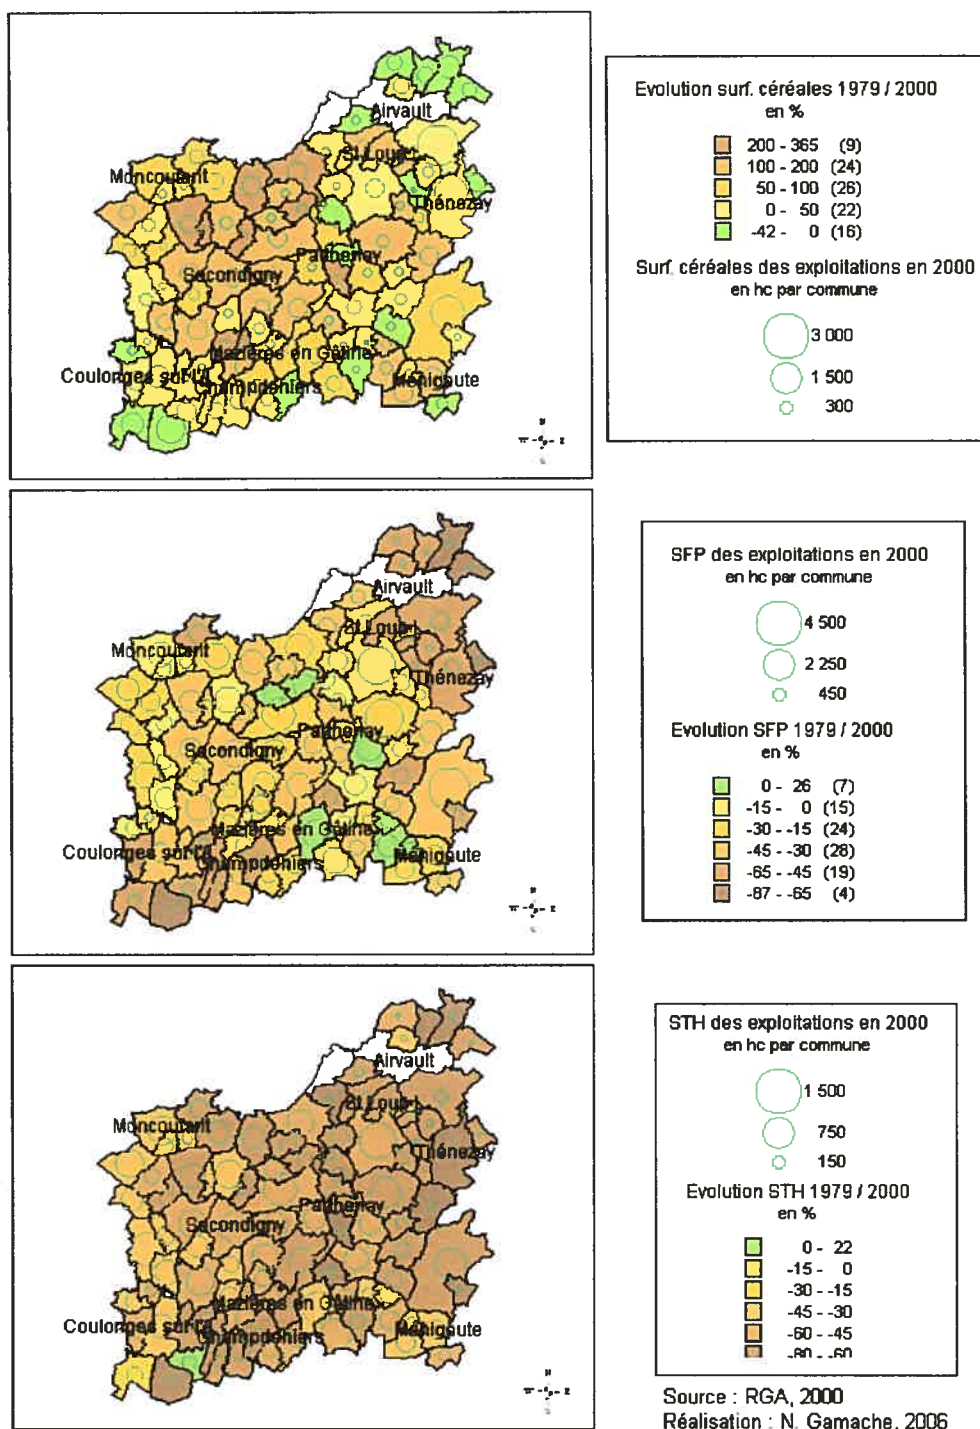 Airvault
St Loup
Moncoutant
Thénezay
Parthenay
Secondigny
Mazières en Gâtine
Coulonges sur l'A
Champdeniers
Ménigoute
Evolution surf. céréales 1979 / 2000
en %
200 - 365 (9)
100 - 200 (24)
50 - 100 (26)
0 - 50 (22)
-42 - 0 (16)
Surf. céréales des exploitations en 2000
en hc par commune
3 000
1 500
300
Airvault
St Loup
Moncoutant
Thénezay
Parthenay
Secondigny
Mazières en Gâtine
Coulonges sur l'A
Champdeniers
Ménigoute
SFP des exploitations en 2000
en hc par commune
4 500
2 250
450
Evolution SFP 1979 / 2000
en %
0 - 26 (7)
-15 - 0 (15)
-30 - -15 (24)
-45 - -30 (28)
-65 - -45 (19)
-87 - -65 (4)
Airvault
St Loup
Moncoutant
Thénezay
Parthenay
Secondigny
Mazières en Gâtine
Coulonges sur l'A
Champdeniers
Ménigoute
STH des exploitations en 2000
en hc par commune
1 500
750
150
Evolution STH 1979 / 2000
en %
0 - 22
-15 - 0
-30 - -15
-45 - -30
-60 - -45
-80 - -60
Source : RGA, 2000
Réalisation : N. Gamache, 2006